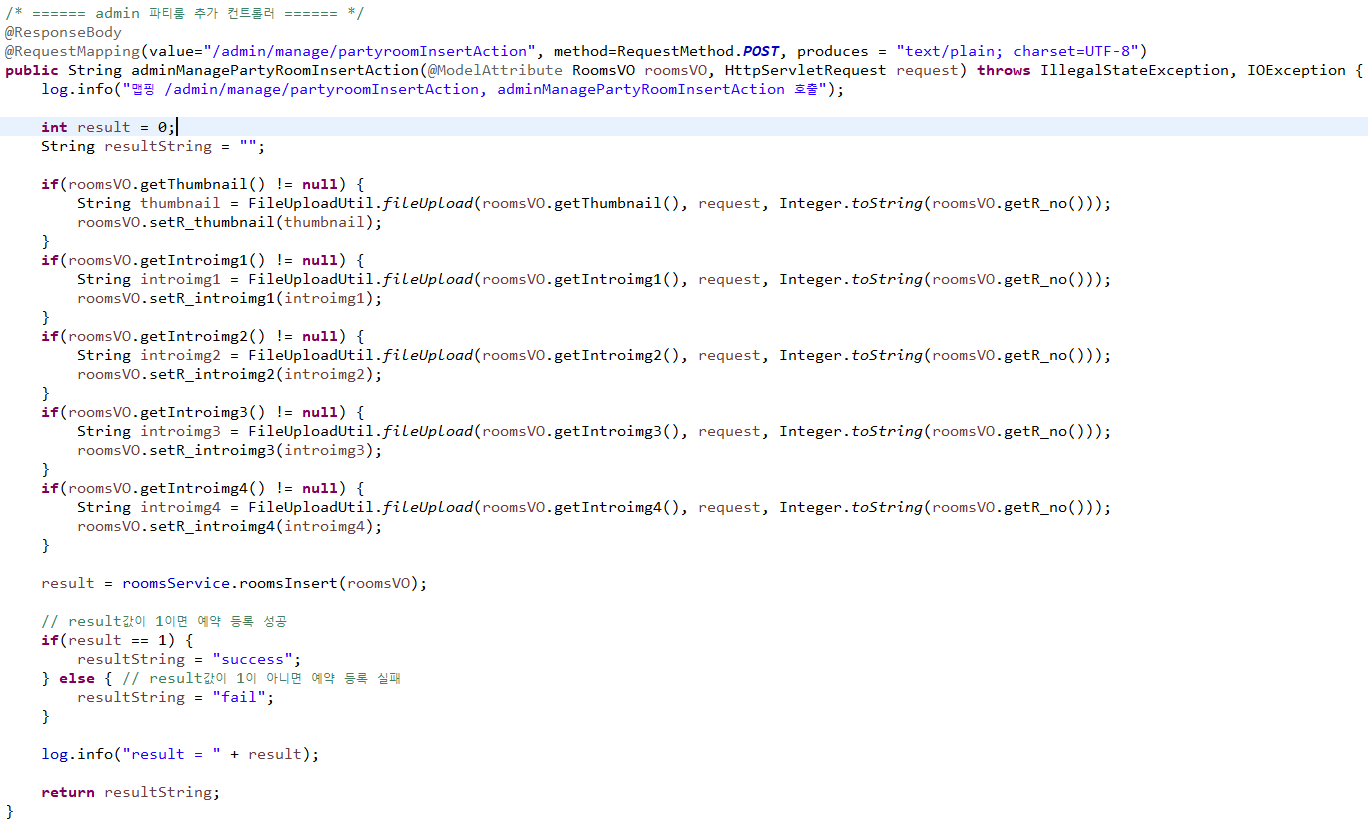 /* ====== admin 파티룸 추가 컨트롤러 ====== */
@ResponseBody
@RequestMapping(value="/admin/manage/partyroomInsertAction", method=RequestMethod.POST, produces = "text/plain; charset=UTF-8")
public String adminManagePartyRoomInsertAction(@ModelAttribute RoomsVO roomsVO, HttpServletRequest request) throws IllegalStateException, IOException {
    log.info("맵핑 /admin/manage/partyroomInsertAction, adminManagePartyRoomInsertAction 호출");

    int result = 0;
    String resultString = "";

    if(roomsVO.getThumbnail() != null) {
        String thumbnail = FileUploadUtil.fileUpload(roomsVO.getThumbnail(), request, Integer.toString(roomsVO.getR_no()));
        roomsVO.setR_thumbnail(thumbnail);
    }
    if(roomsVO.getIntroimg1() != null) {
        String introimg1 = FileUploadUtil.fileUpload(roomsVO.getIntroimg1(), request, Integer.toString(roomsVO.getR_no()));
        roomsVO.setR_introimg1(introimg1);
    }
    if(roomsVO.getIntroimg2() != null) {
        String introimg2 = FileUploadUtil.fileUpload(roomsVO.getIntroimg2(), request, Integer.toString(roomsVO.getR_no()));
        roomsVO.setR_introimg2(introimg2);
    }
    if(roomsVO.getIntroimg3() != null) {
        String introimg3 = FileUploadUtil.fileUpload(roomsVO.getIntroimg3(), request, Integer.toString(roomsVO.getR_no()));
        roomsVO.setR_introimg3(introimg3);
    }
    if(roomsVO.getIntroimg4() != null) {
        String introimg4 = FileUploadUtil.fileUpload(roomsVO.getIntroimg4(), request, Integer.toString(roomsVO.getR_no()));
        roomsVO.setR_introimg4(introimg4);
    }

    result = roomsService.roomsInsert(roomsVO);

    // result값이 1이면 예약 등록 성공
    if(result == 1) {
        resultString = "success";
    } else { // result값이 1이 아니면 예약 등록 실패
        resultString = "fail";
    }

    log.info("result = " + result);

    return resultString;
}